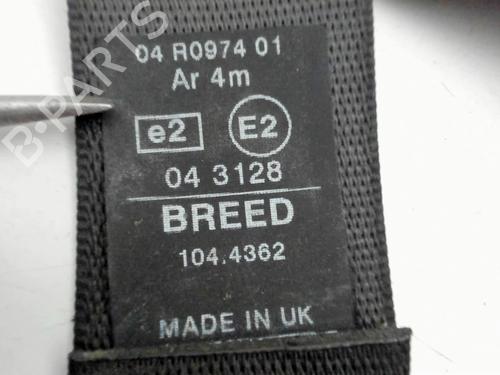 B-PARTS
04 R0974 01
Ar 4m
e2 E2
04 3128
BREED
104.4362
MADE IN UK